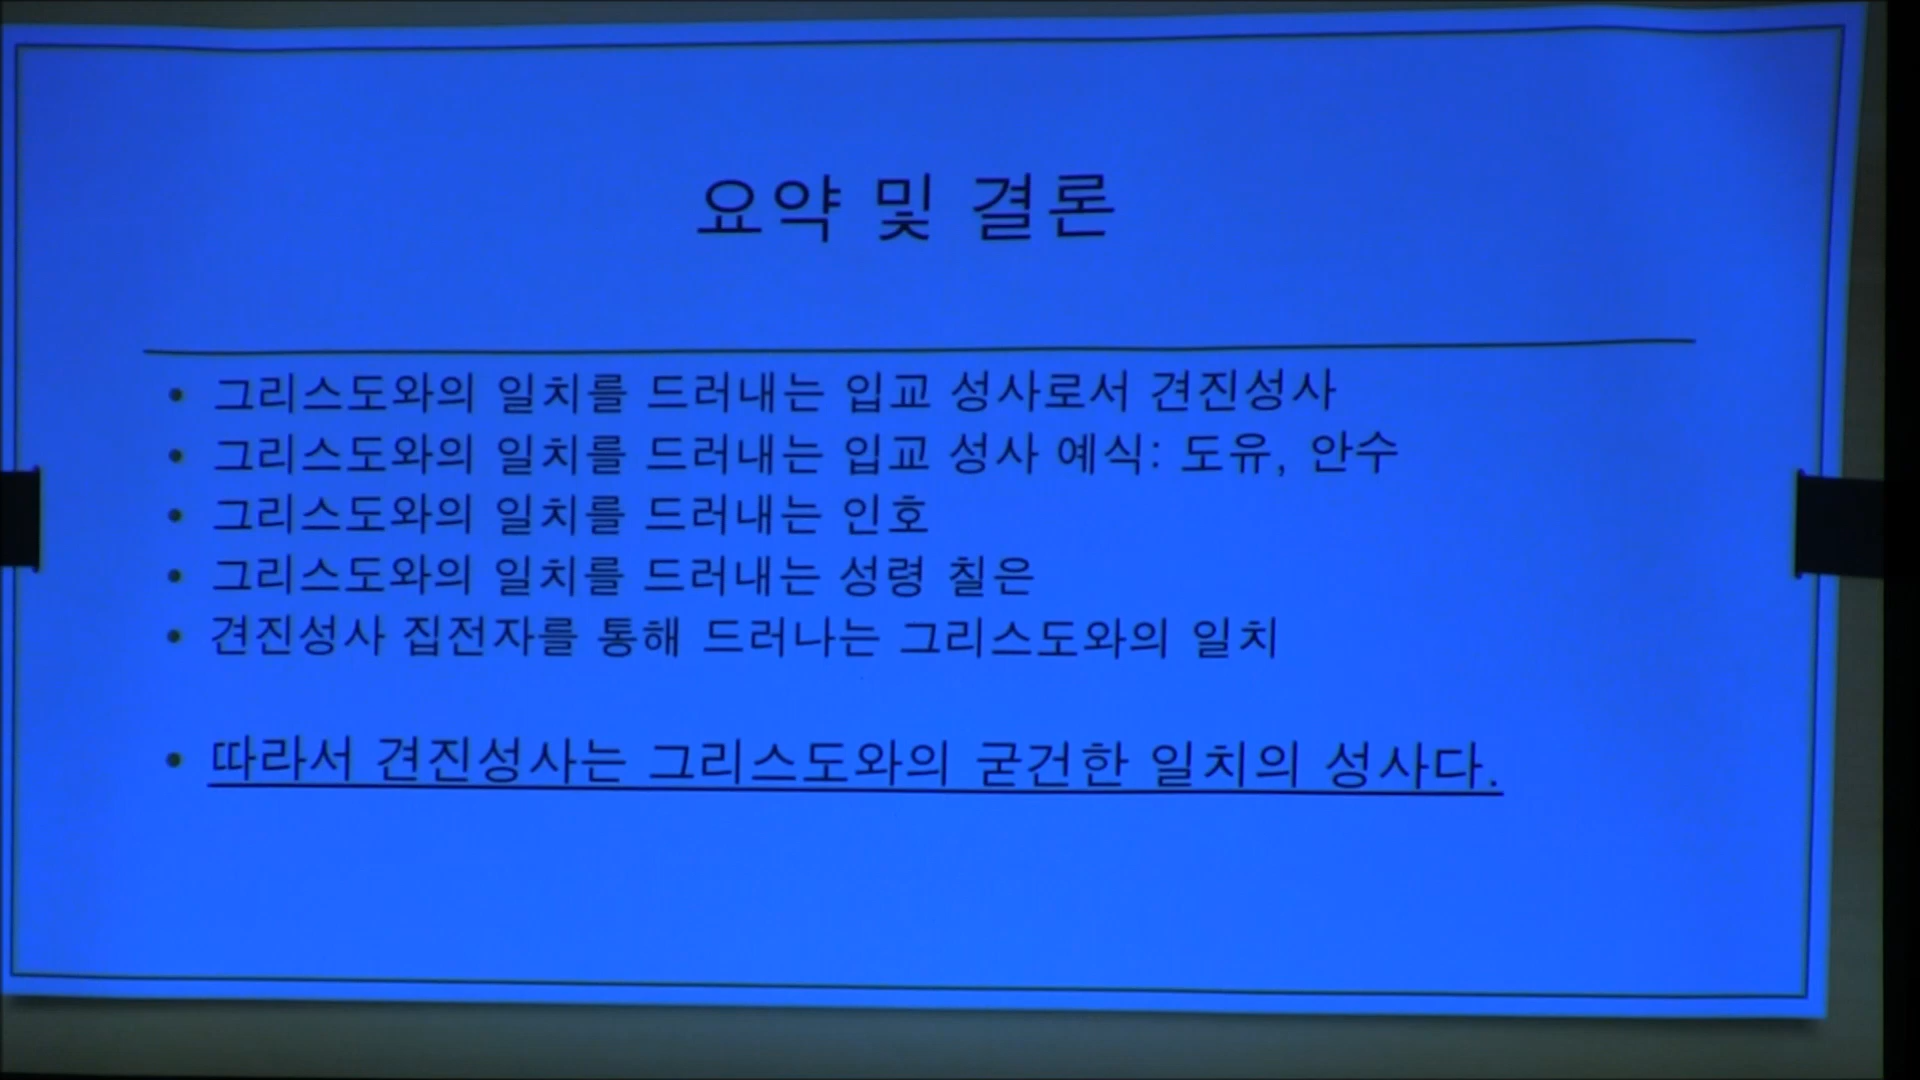 요약 및 결론
• 그리스도와의 일치를 드러내는 입교 성사로서 견진성사
• 그리스도와의 일치를 드러내는 입교 성사 예식: 도유, 안수
• 그리스도와의 일치를 드러내는 인호
• 그리스도와의 일치를 드러내는 성령 칠은
• 견진성사 집전자를 통해 드러나는 그리스도와의 일치
• 따라서 견진성사는 그리스도와의 굳건한 일치의 성사다.